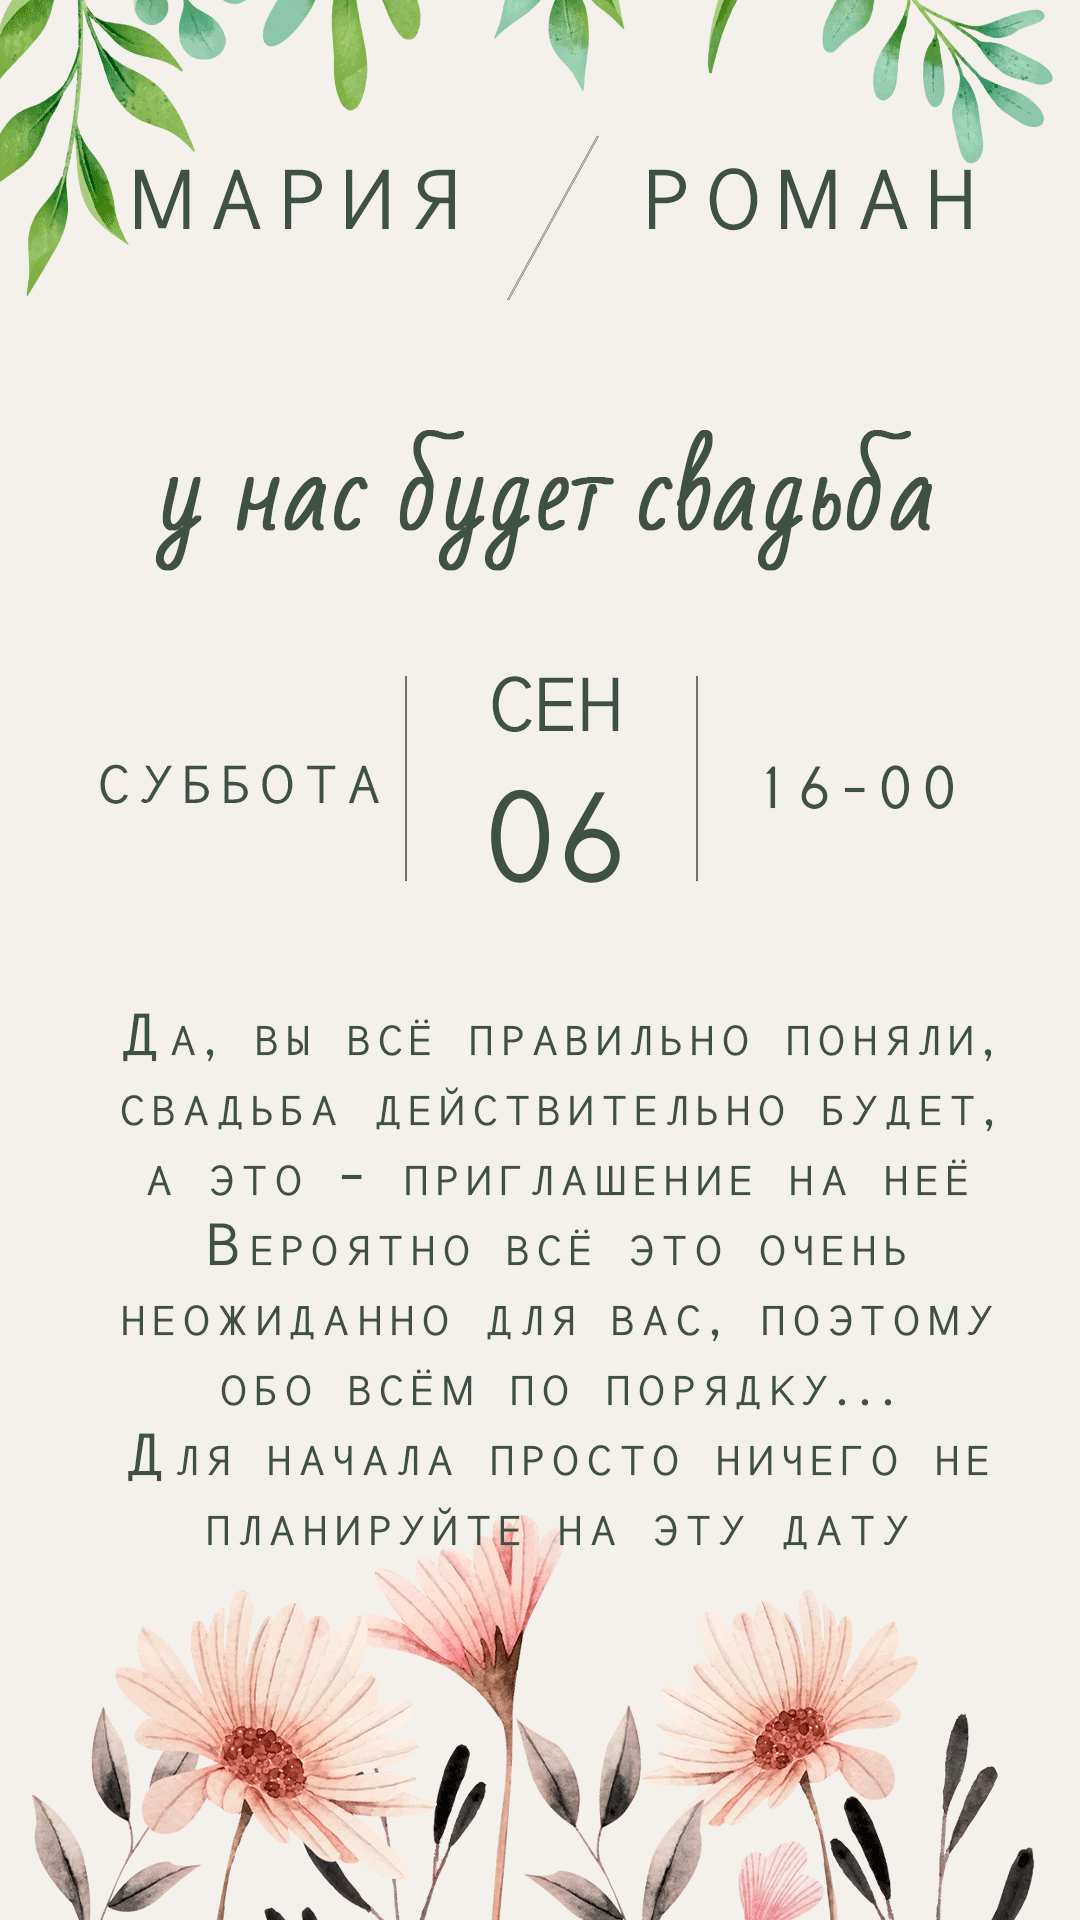 МАРИЯ / РОМАН
у нас будет свадьба
СЕН
СУББОТА
06
16-00
Да, вы всё правильно поняли,
свадьба действительно будет,
а это - приглашение на неё
Вероятно всё это очень
неожиданно для вас, поэтому
обо всём по порядку...
Для начала просто ничего не
планируйте на эту дату